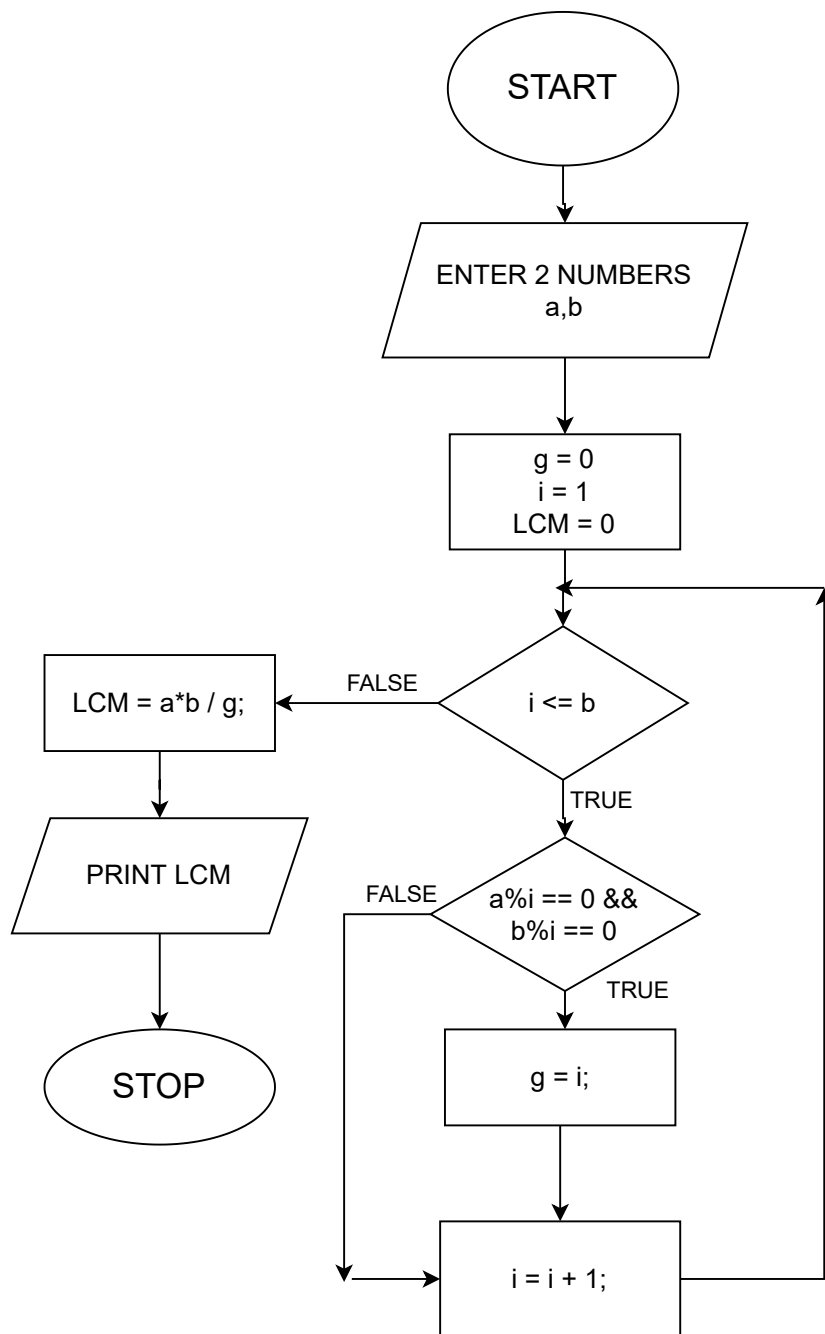 START
ENTER 2 NUMBERS
a,b
g = 0
i = 1
LCM = 0
i <= b
FALSE
LCM = a*b / g;
PRINT LCM
STOP
TRUE
a%i == 0 &&
b%i == 0
FALSE
TRUE
g = i;
i = i + 1;